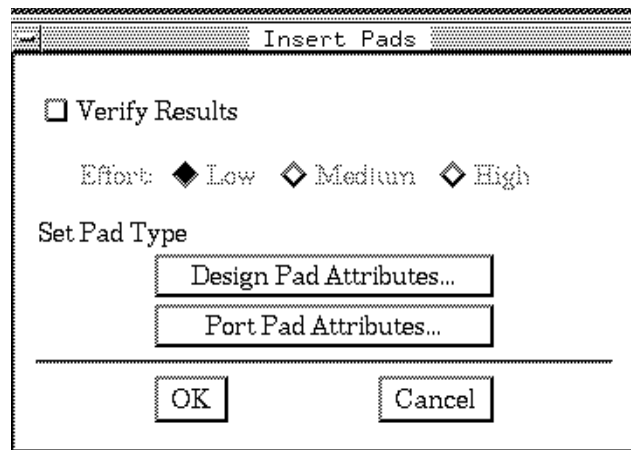 Insert Pads
Verify Results
Effort: Low Medium High
Set Pad Type
Design Pad Attributes...
Port Pad Attributes...
OK Cancel